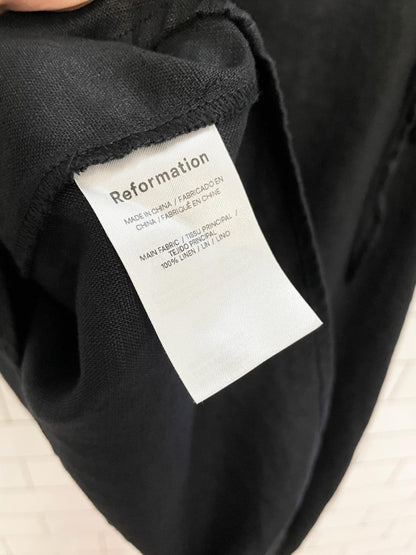 Reformation
MADE IN CHINA / FABRICADO EN
CHINA / FABRIQUÉ EN CHINE
MAIN FABRIC / TISSU PRINCIPAL /
TEJIDO PRINCIPAL
100% LINEN / LIN / LINO